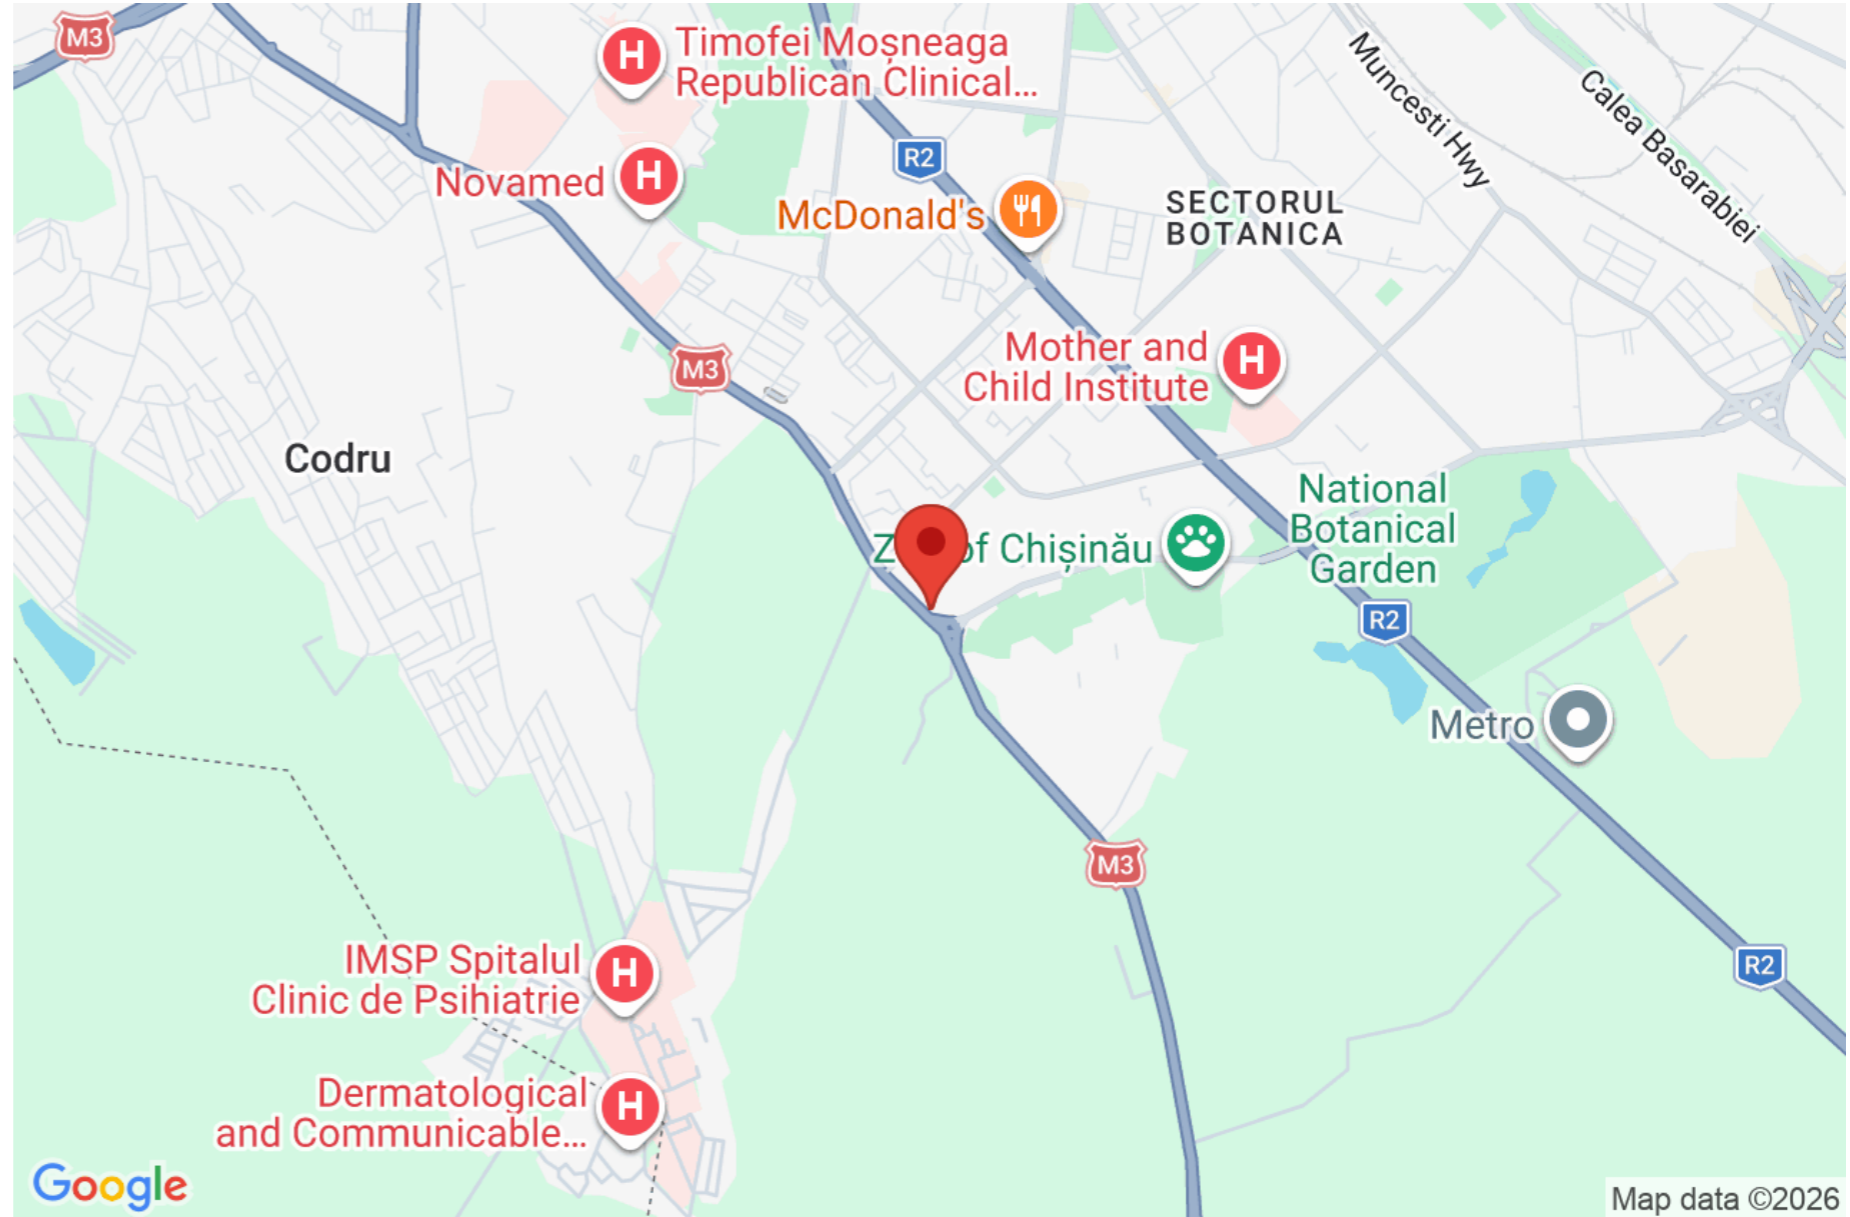 M3
H
Timofei Moșneaga
Republican Clinical...
Muncesti Hwy
Calea Basarabiei
R2
Novamed
H
McDonald's
SECTORUL
BOTANICA
M3
Mother and
Child Institute
H
Codru
National
Botanical
Garden
of Chișinău
R2
Metro
M3
IMSP Spitalul
Clinic de Psihiatrie
H
R2
Dermatological
and Communicable...
H
Google
Map data ©2026